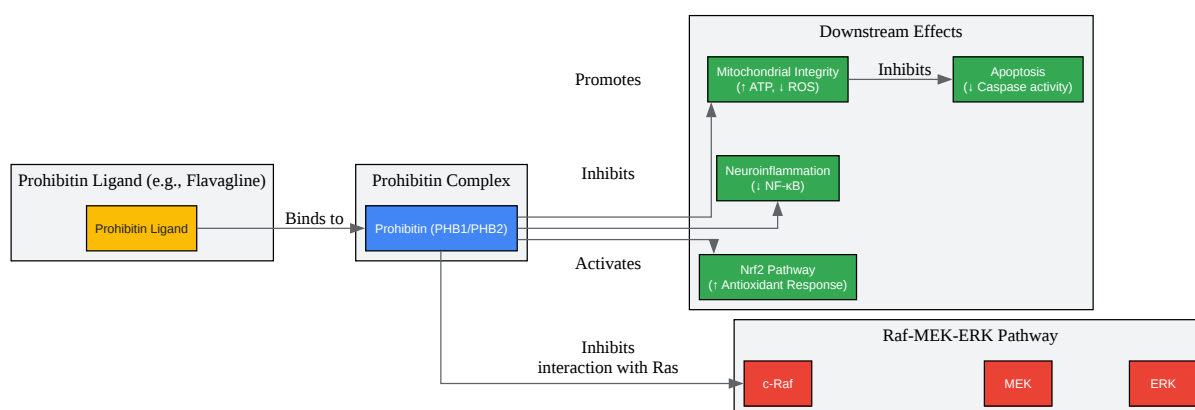 Downstream Effects
Promotes
Mitochondrial Integrity
(↑ ATP, ↓ ROS)
Inhibits
Apoptosis
(↓ Caspase activity)
Prohibitin Ligand (e.g., Flavagline)
Prohibitin Ligand
Binds to
Prohibitin Complex
Prohibitin (PHB1/PHB2)
Inhibits
Neuroinflammation
(↓ NF-κB)
Activates
Nrf2 Pathway
(↑ Antioxidant Response)
Raf-MEK-ERK Pathway
Inhibits
interaction with Ras
c-Raf
MEK
ERK